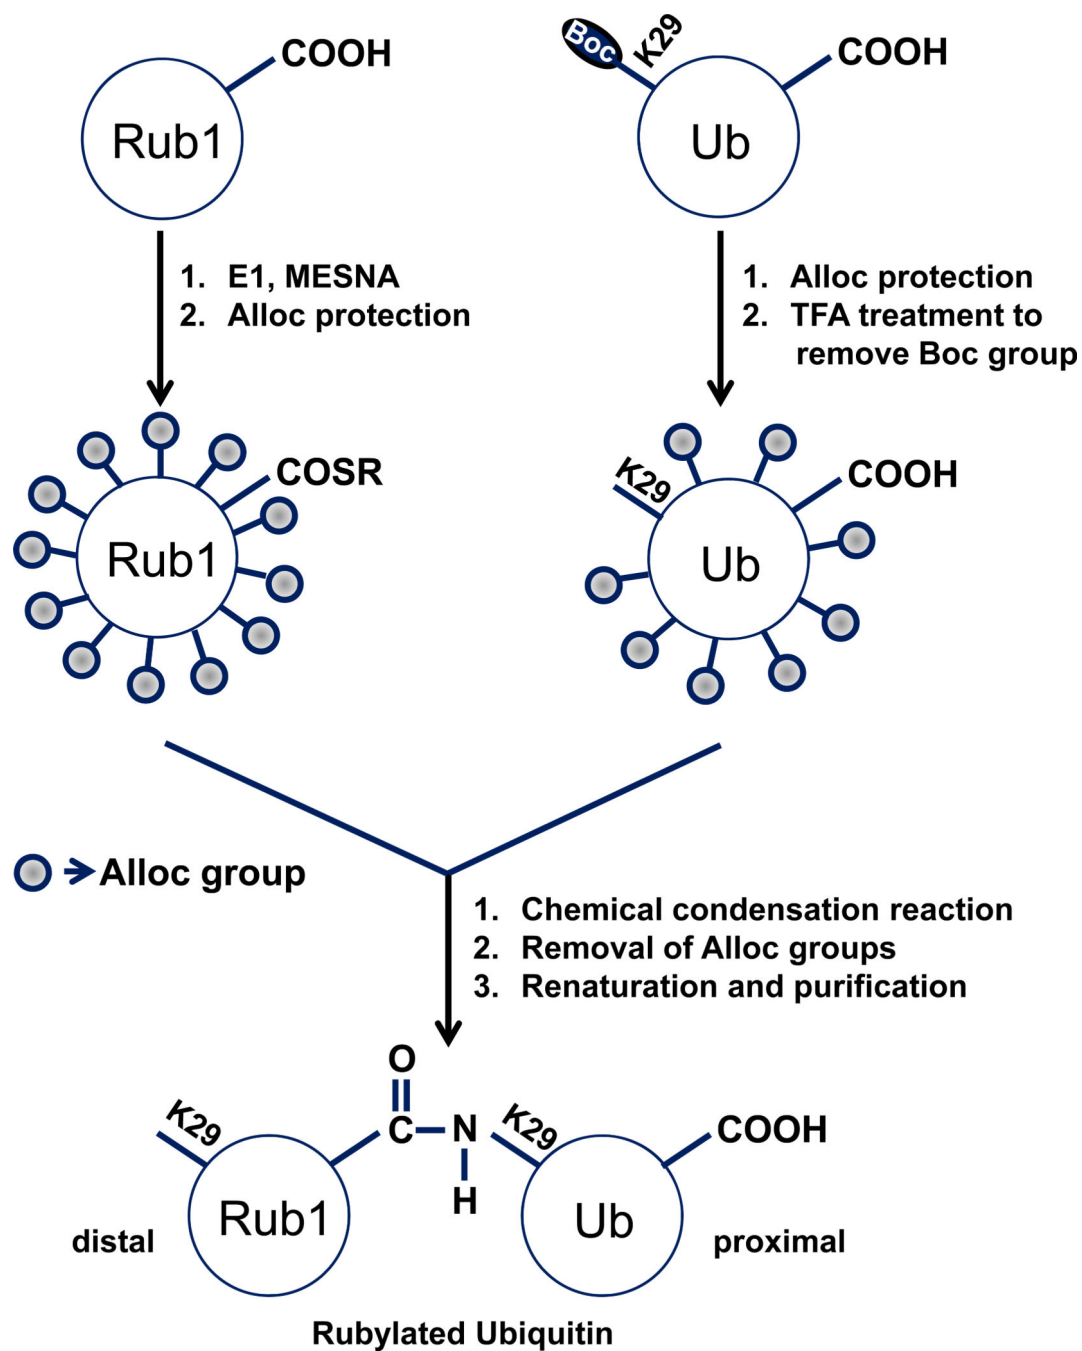 COOH
Rub1
Boc
K29
COOH
Ub
1. E1, MESNA
2. Alloc protection
1. Alloc protection
2. TFA treatment to
remove Boc group
COSR
Rub1
K29
COOH
Ub
Alloc group
1. Chemical condensation reaction
2. Removal of Alloc groups
3. Renaturation and purification
O
C
N
H
K29
Rub1
distal
K29
COOH
Ub
proximal
Rubylated Ubiquitin